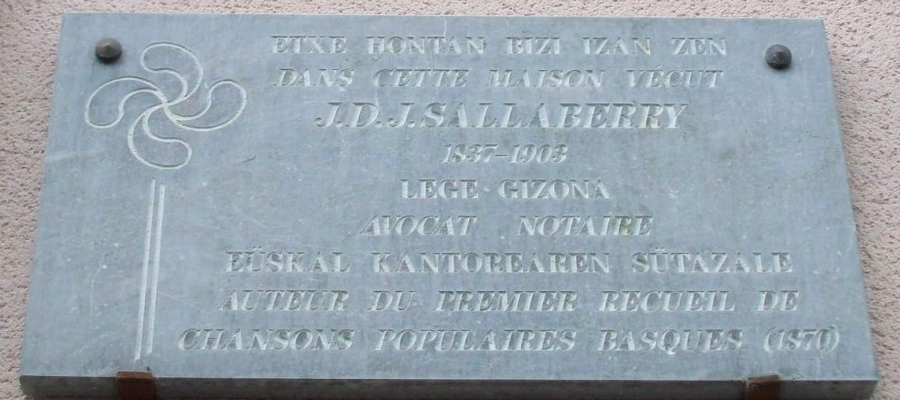 ETXE HONTAN BIZI IZAN ZEN
DANS CETTE MAISON VÉCUT
J.D.J.SALLABERRY
1837-1903
LEGE-GIZONA
AVOCAT NOTAIRE
EÜSKAL KANTOREAREN SÜTAZALE
AUTEUR DU PREMIER RECUEIL DE
CHANSONS POPULAIRES BASQUES (1870)